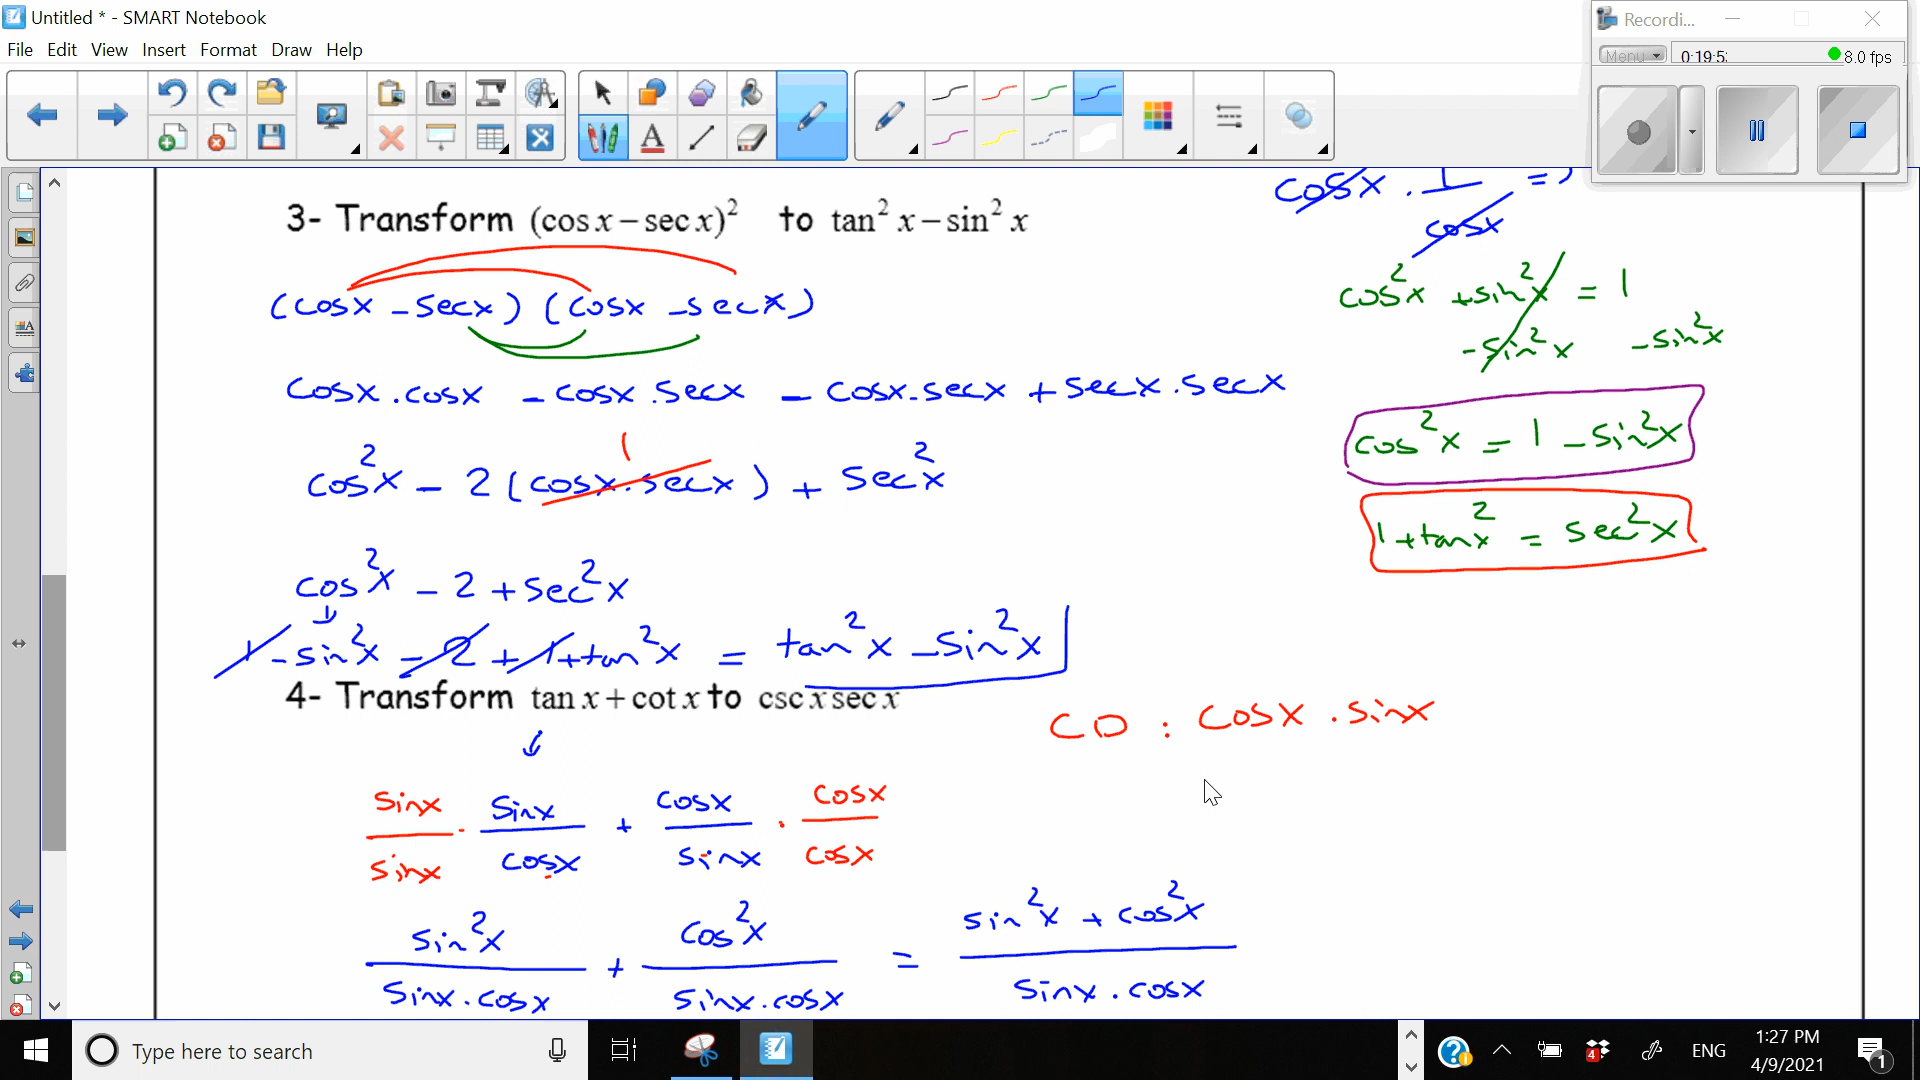 Untitled * - SMART Notebook
File Edit View Insert Format Draw Help
Recordi...
Menu
0:19:5
8.0 fps
cosx . 1/cosx =
3- Transform (cos x − sec x)² to tan² x − sin² x
(cosx - secx) (cosx - secx)
cosx . cosx - cosx . secx - cosx . secx + secx . secx
cos²x - 2 (cosx . secx) + sec²x
1
cos²x - 2 + sec²x
1 - sin²x - 2 + 1 + tan²x = tan²x - sin²x
cos²x + sin²x = 1
- sin²x - sin²x
cos²x = 1 - sin²x
1 + tan²x = sec²x
4- Transform tan x + cot x to csc x sec x
CD : cosx . sinx
sinx/sinx . sinx/cosx + cosx/sinx . cosx/cosx
sin²x/sinx . cosx + cos²x/sinx . cosx = sin²x + cos²x/sinx . cosx
Type here to search
4
ENG
1:27 PM
4/9/2021
1